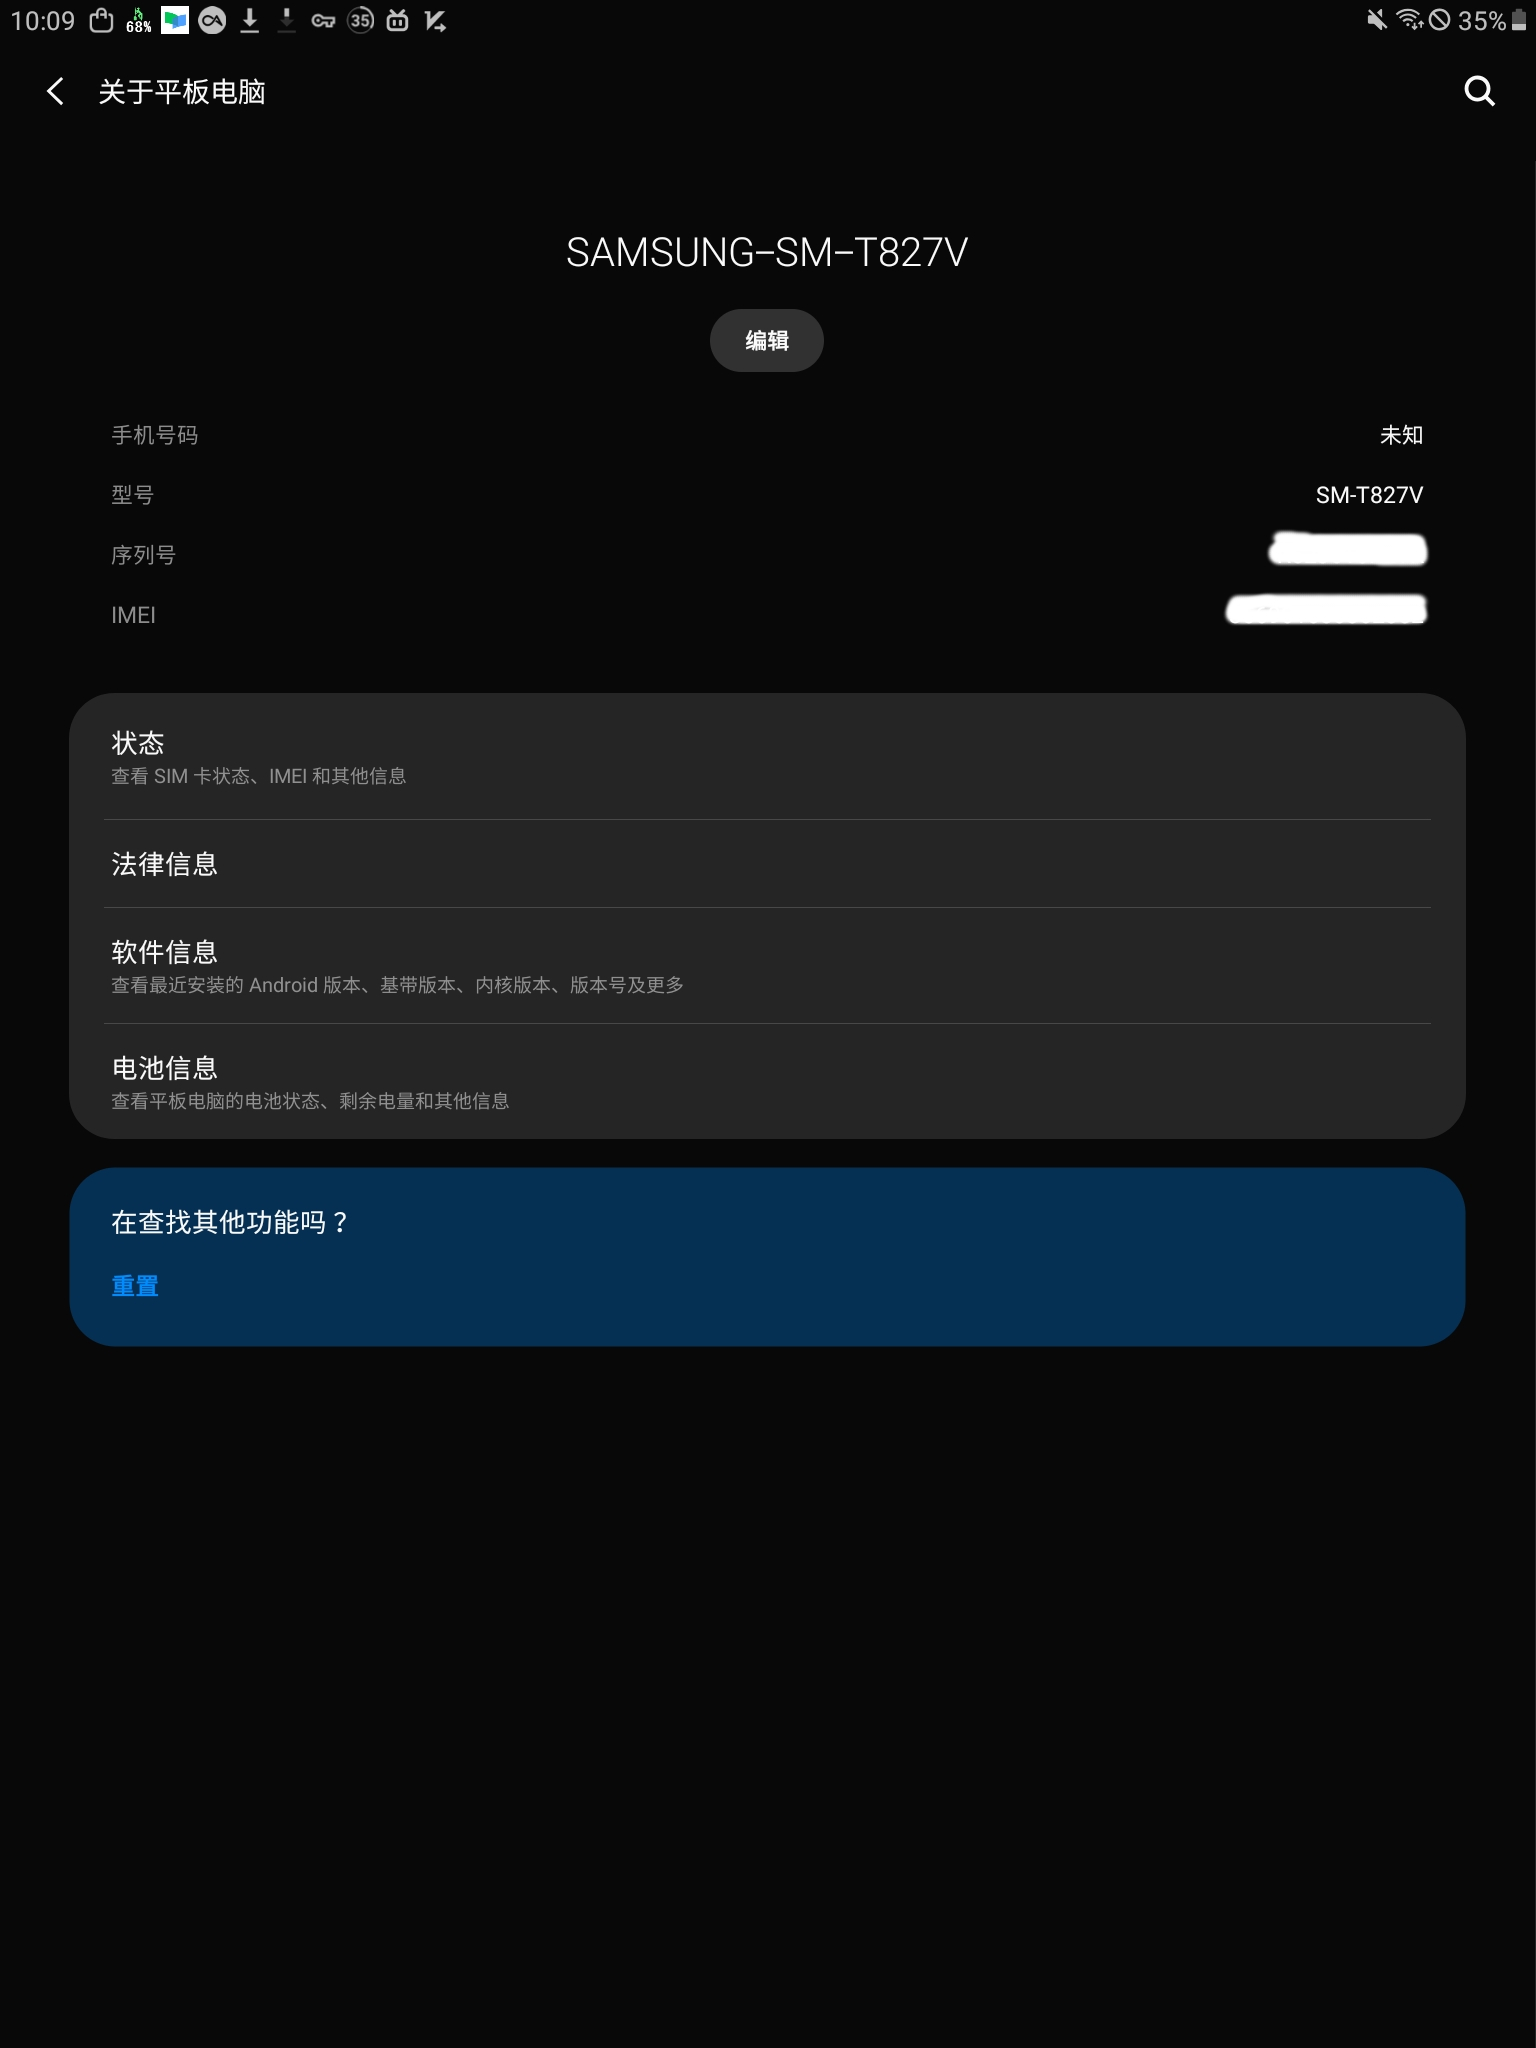 10:09 68% CA 35 35%
关于平板电脑
SAMSUNG-SM-T827V
编辑
手机号码 未知
型号 SM-T827V
序列号
IMEI
状态
查看 SIM 卡状态、IMEI 和其他信息
法律信息
软件信息
查看最近安装的 Android 版本、基带版本、内核版本、版本号及更多
电池信息
查看平板电脑的电池状态、剩余电量和其他信息
在查找其他功能吗？
重置